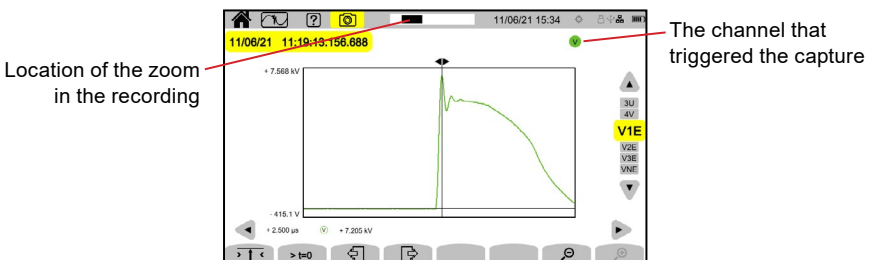 ?
11/06/21 15:34
11/06/21 11:19:13.156.688
V
The channel that
triggered the capture
Location of the zoom
in the recording
+ 7.568 kV
3U
4V
V1E
V2E
V3E
VNE
- 415.1 V
+ 2.500 µs
V
+ 7.205 kV
> t=0